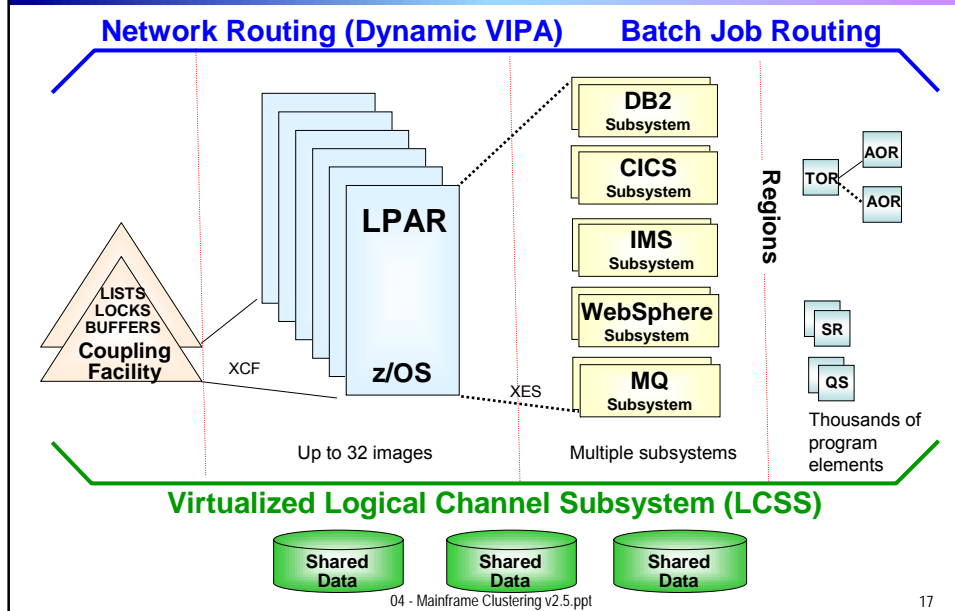 Network Routing (Dynamic VIPA)
Batch Job Routing
LISTS
LOCKS
BUFFERS
Coupling
Facility
XCF
LPAR
z/OS
Up to 32 images
XES
DB2
Subsystem
CICS
Subsystem
IMS
Subsystem
WebSphere
Subsystem
MQ
Subsystem
Multiple subsystems
Regions
TOR
AOR
AOR
SR
QS
Thousands of
program
elements
Virtualized Logical Channel Subsystem (LCSS)
Shared
Data
Shared
Data
Shared
Data
04 - Mainframe Clustering v2.5.ppt
17